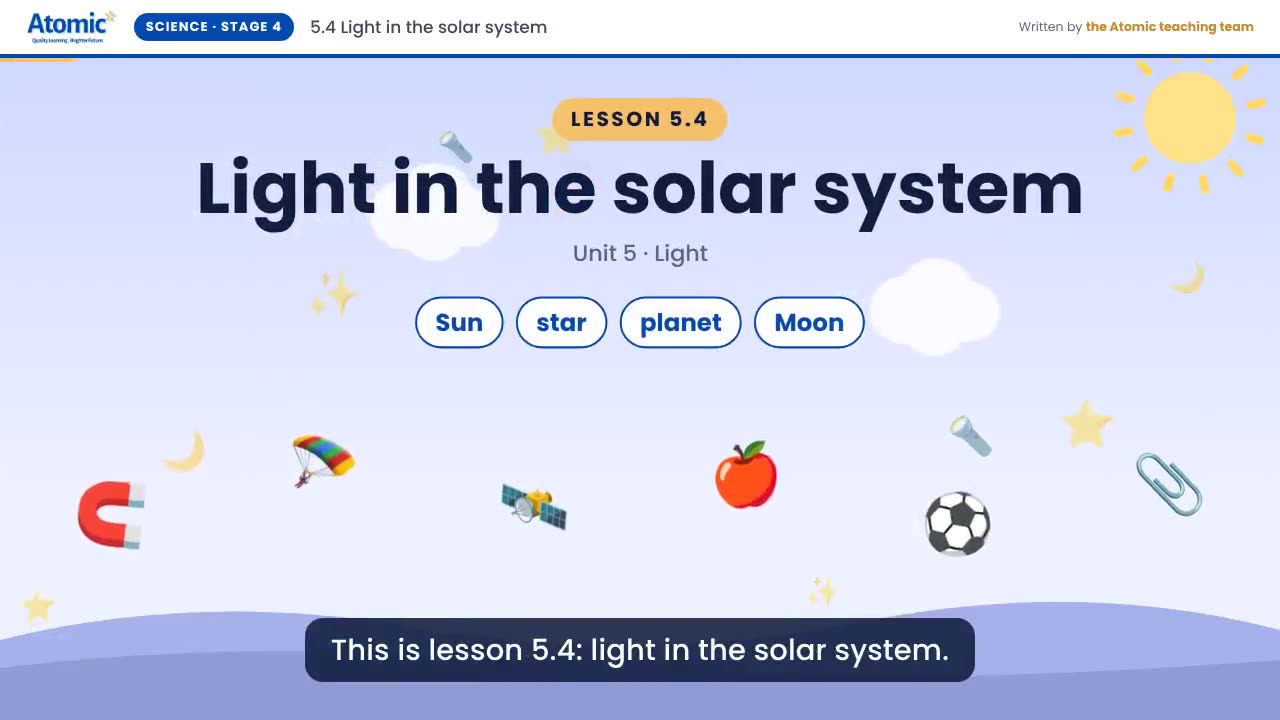 Atomic
Quality Learning · Brighter Future
SCIENCE · STAGE 4
5.4 Light in the solar system
Written by the Atomic teaching team
LESSON 5.4
Light in the solar system
Unit 5 · Light
Sun
star
planet
Moon
This is lesson 5.4: light in the solar system.